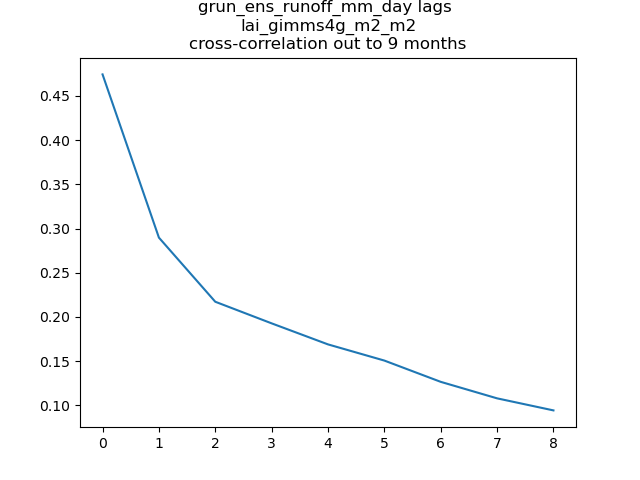 grun_ens_runoff_mm_day lags
lai_gimms4g_m2_m2
cross-correlation out to 9 months
0.45
0.40
0.35
0.30
0.25
0.20
0.15
0.10
0 1 2 3 4 5 6 7 8